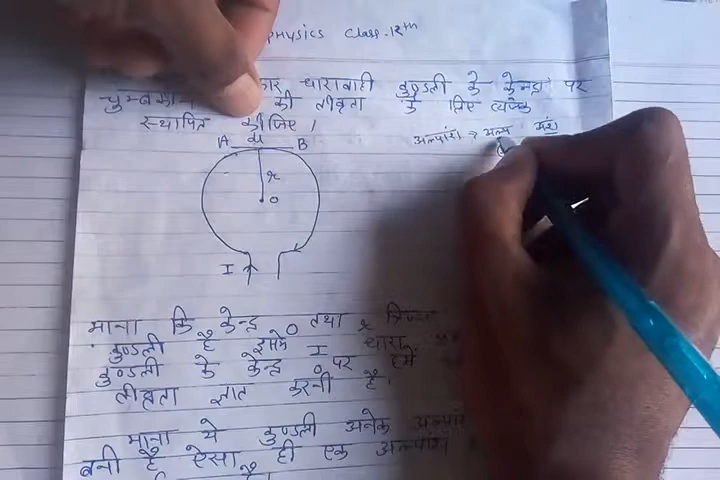 PHYSICS Class-12th
धारावाही कुण्डली के केन्द्र पर
की तीव्रता के लिए व्यंजक
स्थापित कीजिए।
अल्पांश → अल्प अंश
A dl B
r
O
I
माना कि केन्द्र O तथा r त्रिज्या
कुण्डली है इसमे I धारा
कुण्डली के केन्द्र O पर हमें
तीव्रता ज्ञात करनी है।
माना ये कुण्डली अनेक अल्पांश
बनी है ऐसा ही एक अल्पांश